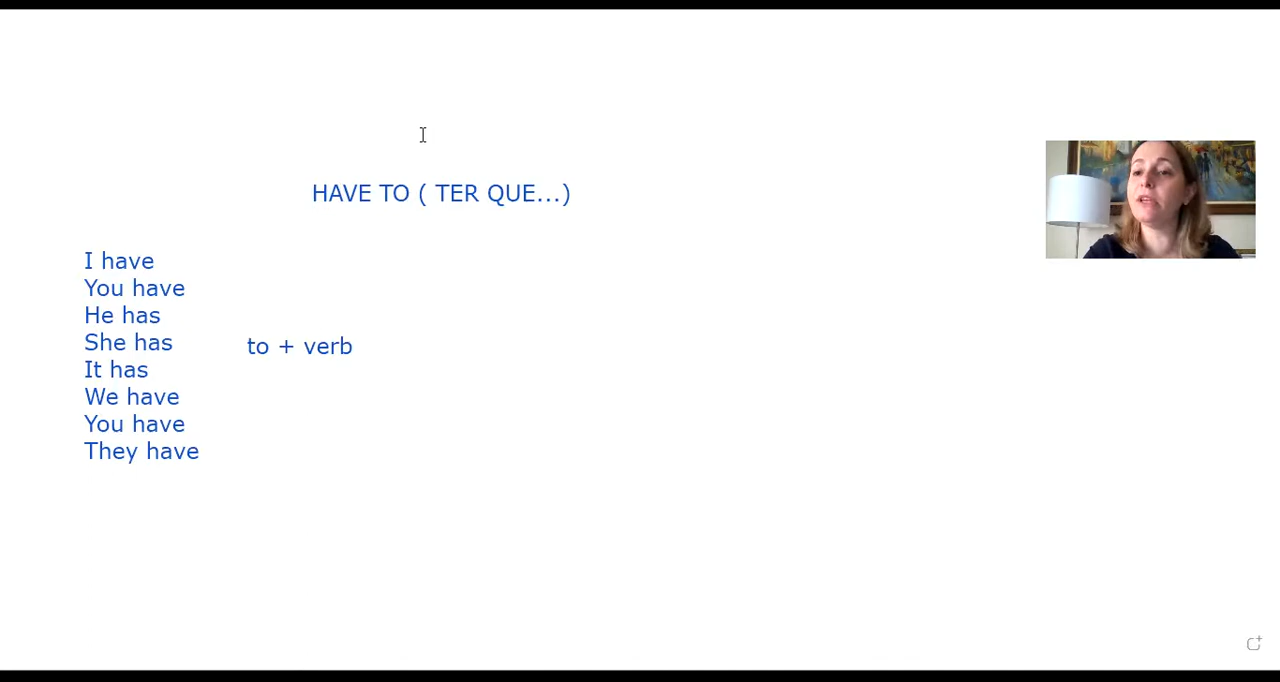 HAVE TO ( TER QUE...)
I have
You have
He has
She has
to + verb
It has
We have
You have
They have